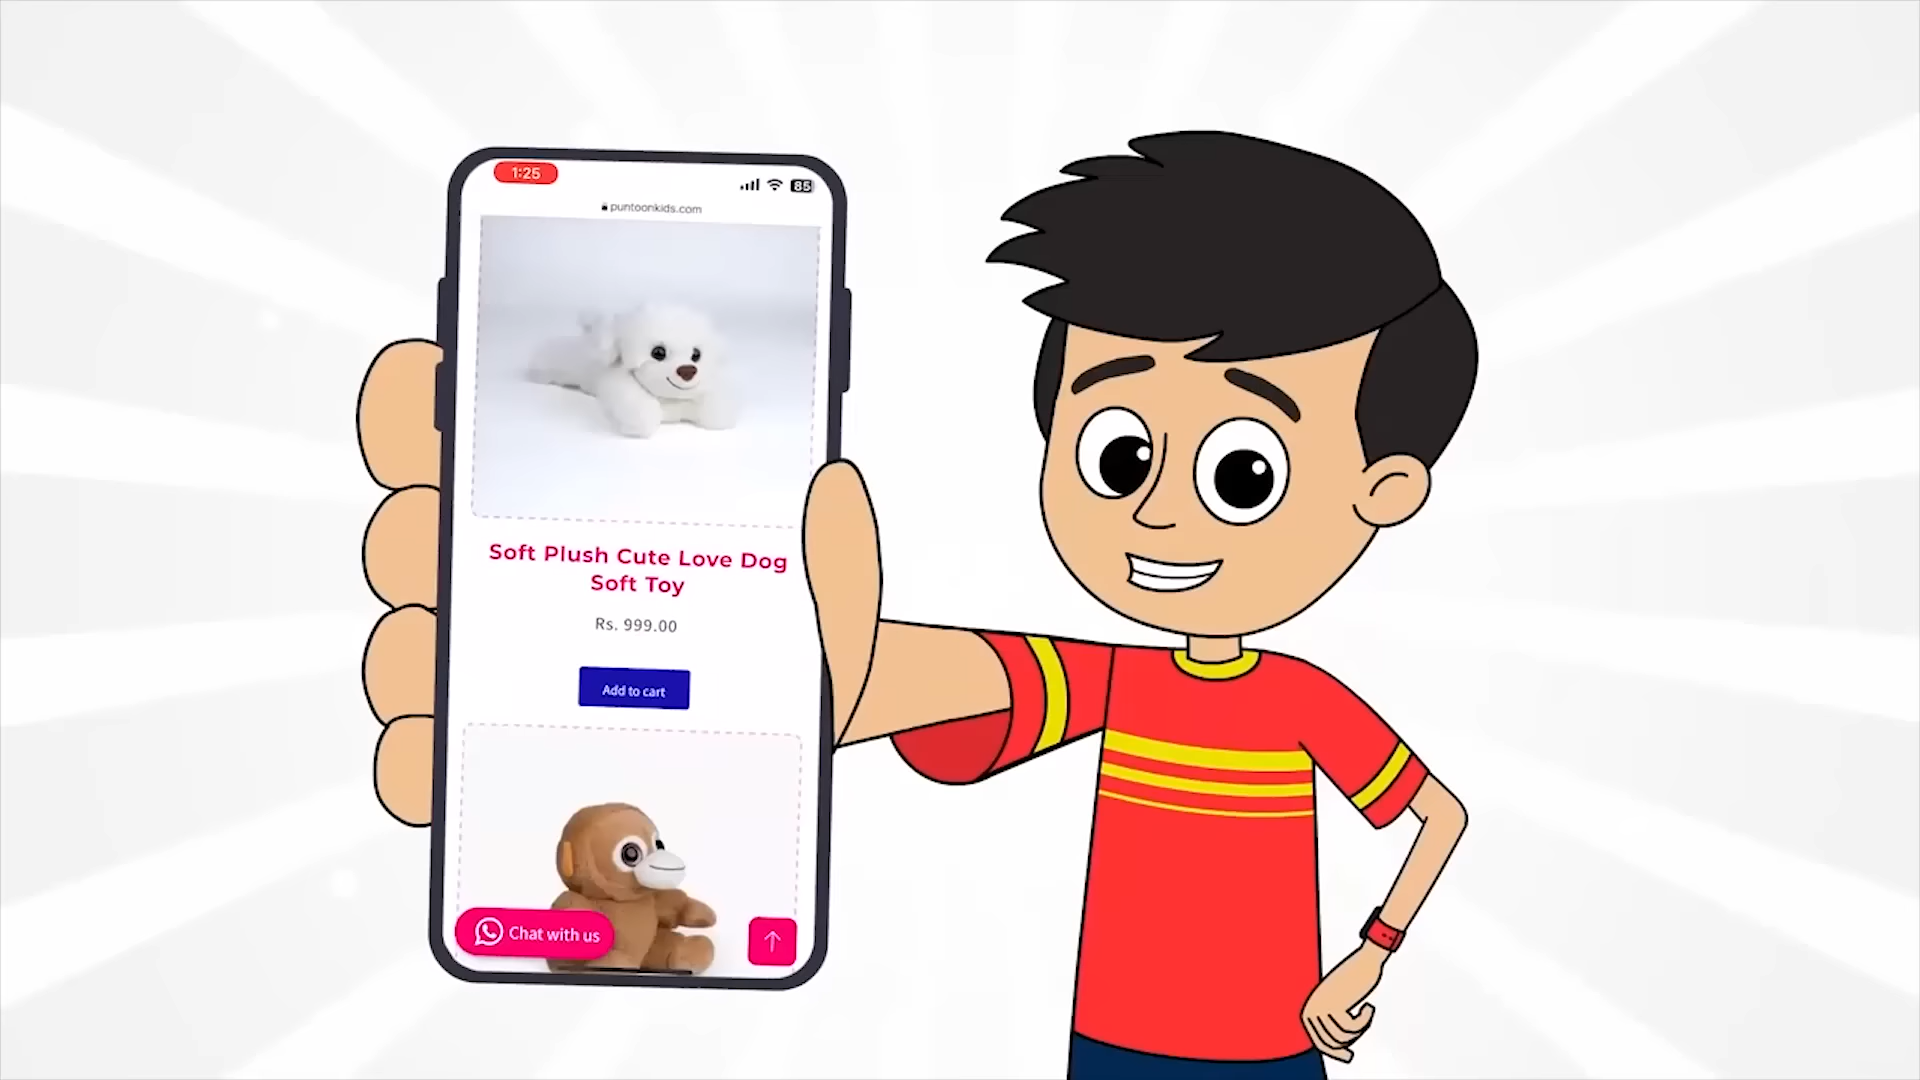 1:25
85
puntoonkids.com
Soft Plush Cute Love Dog
Soft Toy
Rs. 999.00
Add to cart
Chat with us